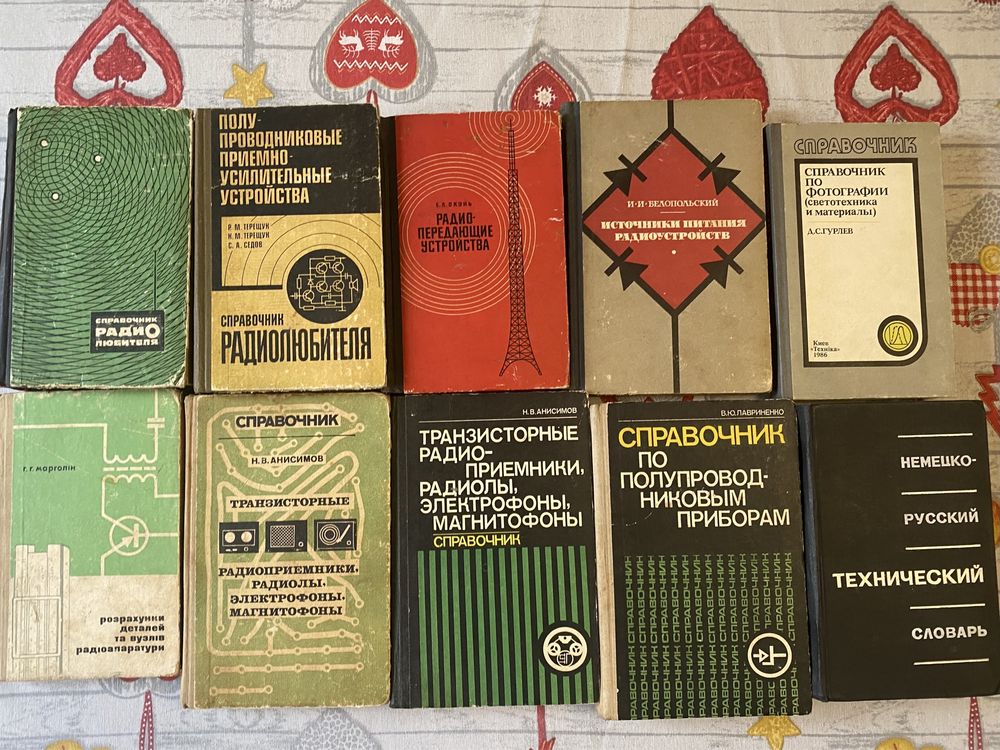 СПРАВОЧНИК
РАДИО
ЛЮБИТЕЛЯ
ПОЛУ-
ПРОВОДНИКОВЫЕ
ПРИЕМНО-
УСИЛИТЕЛЬНЫЕ
УСТРОЙСТВА
Р. М. ТЕРЕЩУК
К. М. ТЕРЕЩУК
С. А. СЕДОВ
СПРАВОЧНИК
РАДИОЛЮБИТЕЛЯ
РАДИО-
ПЕРЕДАЮЩИЕ
УСТРОЙСТВА
И·И·БЕЛОПОЛЬСКИЙ
ИСТОЧНИКИ ПИТАНИЯ
РАДИОУСТРОЙСТВ
СПРАВОЧНИК
СПРАВОЧНИК
ПО
ФОТОГРАФИИ
(светотехника
и материалы)
Д.С.ГУРЛЕВ
Киев
«Техніка»
1986
г. г. марголін
розрахунки
деталей
та вузлів
радіоапаратури
СПРАВОЧНИК
Н. В. АНИСИМОВ
ТРАНЗИСТОРНЫЕ
РАДИОПРИЕМНИКИ,
РАДИОЛЫ,
ЭЛЕКТРОФОНЫ,
МАГНИТОФОНЫ
Н. В. АНИСИМОВ
ТРАНЗИСТОРНЫЕ
РАДИО-
ПРИЕМНИКИ,
РАДИОЛЫ,
ЭЛЕКТРОФОНЫ,
МАГНИТОФОНЫ
СПРАВОЧНИК
В. Ю. ЛАВРИНЕНКО
СПРАВОЧНИК
ПО
ПОЛУПРОВОД-
НИКОВЫМ
ПРИБОРАМ
НЕМЕЦКО-
РУССКИЙ
ТЕХНИЧЕСКИЙ
СЛОВАРЬ